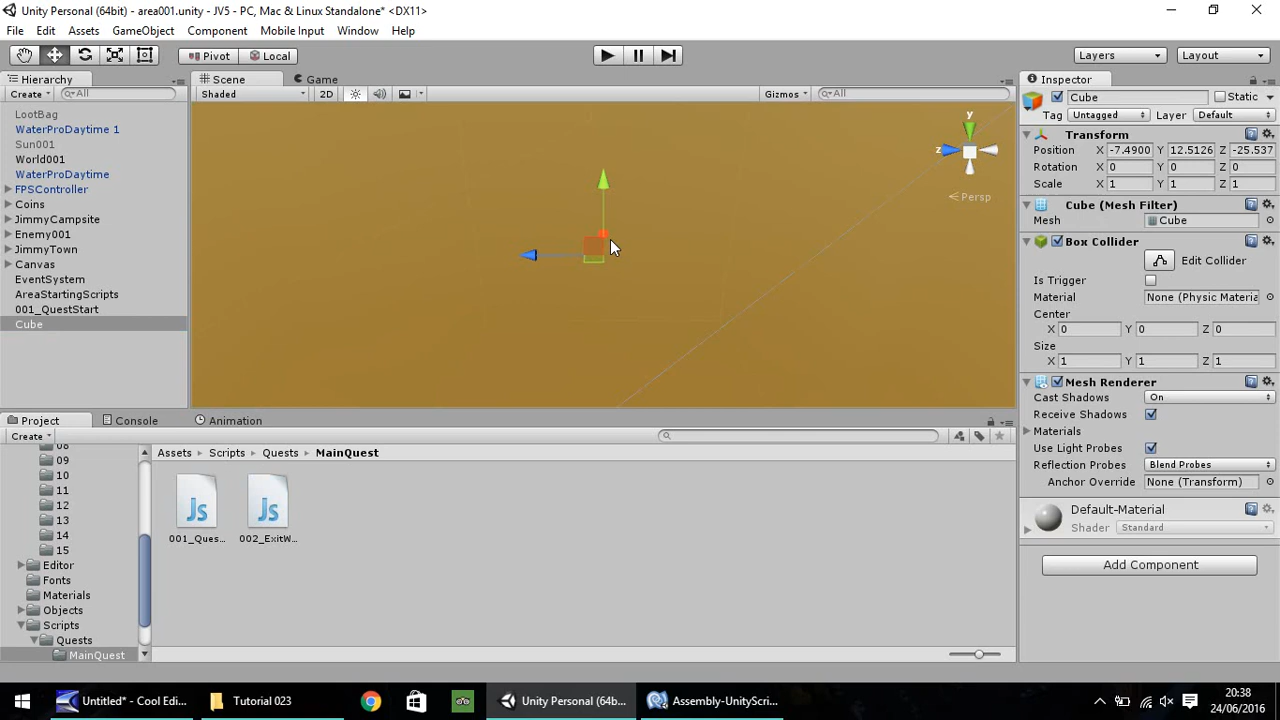 Unity Personal (64bit) - area001.unity - JV5 - PC, Mac & Linux Standalone* <DX11>
File Edit Assets GameObject Component Mobile Input Window Help
Pivot Local Layers Layout
Hierarchy
Create All
LootBag
WaterProDaytime 1
Sun001
World001
WaterProDaytime
FPSController
Coins
JimmyCampsite
Enemy001
JimmyTown
Canvas
EventSystem
AreaStartingScripts
001_QuestStart
Cube
Scene Game
Shaded 2D Gizmos All
y
z
Persp
Inspector
Cube Static
Tag Untagged Layer Default
Transform
Position X -7.4900 Y 12.5126 Z -25.537
Rotation X 0 Y 0 Z 0
Scale X 1 Y 1 Z 1
Cube (Mesh Filter)
Mesh Cube
Box Collider
Edit Collider
Is Trigger
Material None (Physic Materia
Center
X 0 Y 0 Z 0
Size
X 1 Y 1 Z 1
Mesh Renderer
Cast Shadows On
Receive Shadows
Materials
Use Light Probes
Reflection Probes Blend Probes
Anchor Override None (Transform)
Default-Material
Shader Standard
Add Component
Project Console Animation
Create
08
09
10
11
12
13
14
15
Editor
Fonts
Materials
Objects
Scripts
Quests
MainQuest
Assets Scripts Quests MainQuest
Js Js
001_Ques... 002_ExitW...
Untitled* - Cool Edi... Tutorial 023 Unity Personal (64b... Assembly-UnityScri...
20:38
24/06/2016